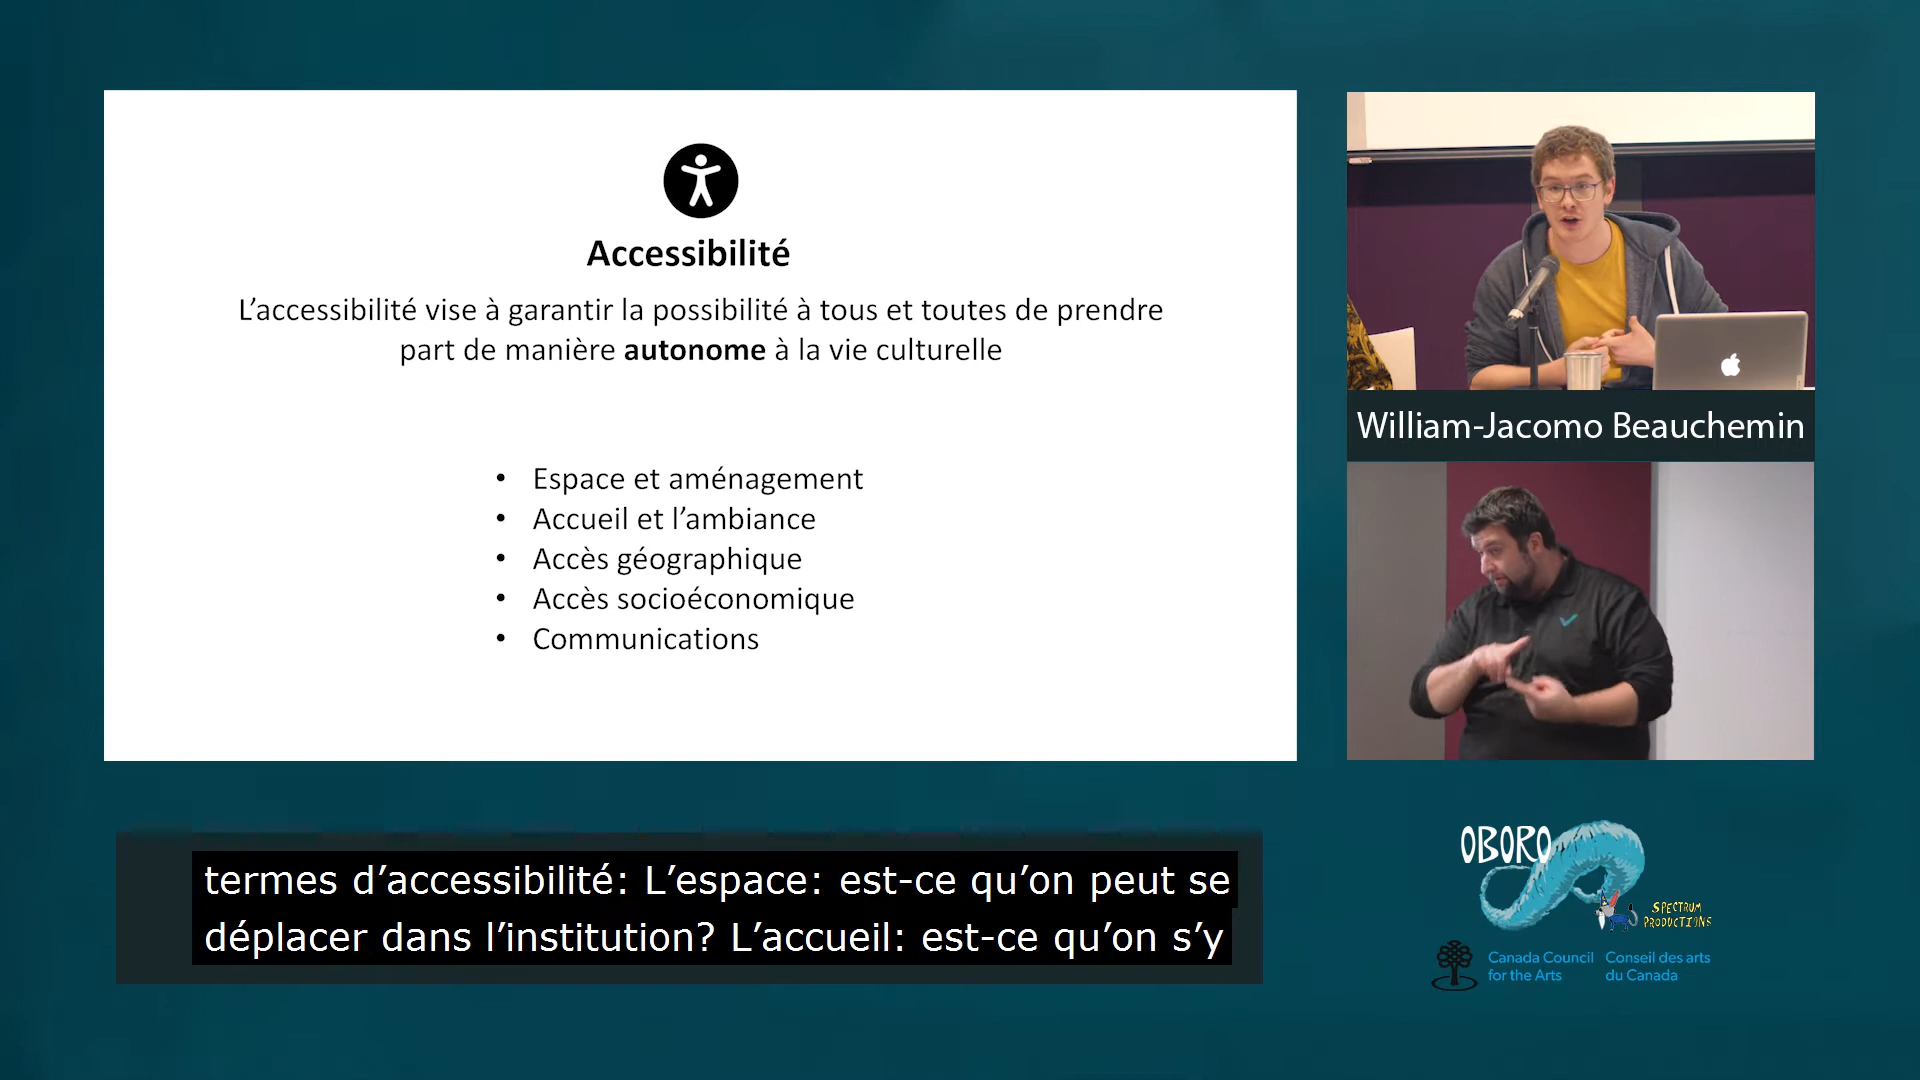 Accessibilité
L’accessibilité vise à garantir la possibilité à tous et toutes de prendre
part de manière autonome à la vie culturelle
• Espace et aménagement
• Accueil et l’ambiance
• Accès géographique
• Accès socioéconomique
• Communications
William-Jacomo Beauchemin
termes d’accessibilité: L’espace: est-ce qu’on peut se
déplacer dans l’institution? L’accueil: est-ce qu’on s’y
OBORO
SPECTRUM
PRODUCTIONS
Canada Council Conseil des arts
for the Arts du Canada